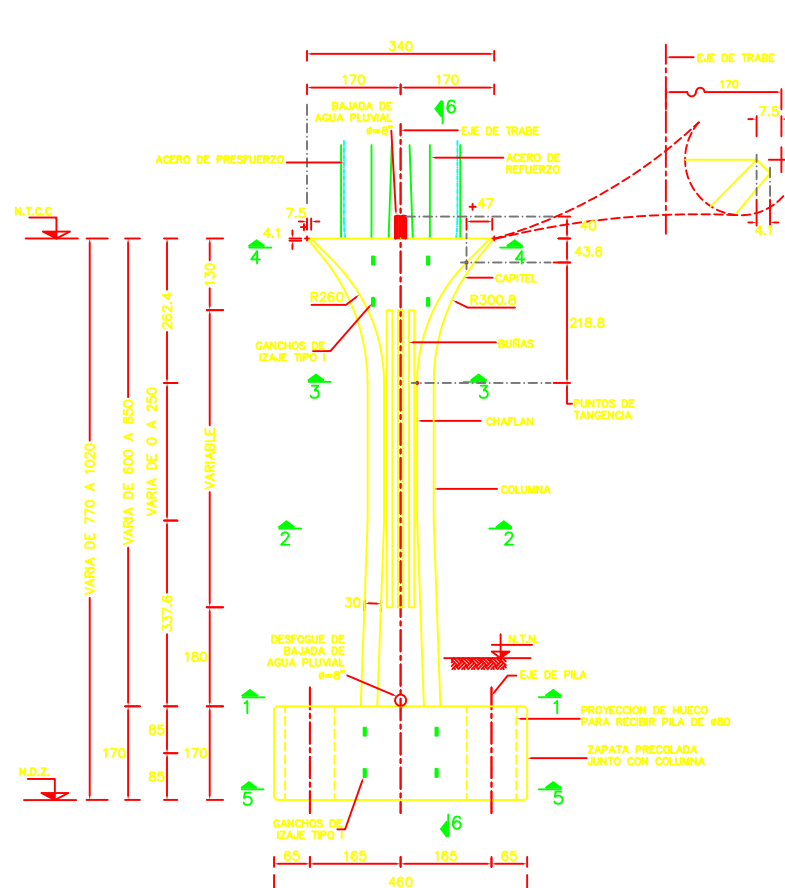 340
170
170
BAJADA DE
AGUA PLUVIAL
ø=8"
6
EJE DE TRABE
EJE DE TRABE
170
7.5
4.1
ACERO DE PRESFUERZO
ACERO DE
REFUERZO
N.T.C.C.
7.5
4.1
47
40
43.6
4
4
130
262.4
CAPITEL
R260
R300.8
218.8
GANCHOS DE
IZAJE TIPO I
BUÑAS
3
3
PUNTOS DE
TANGENCIA
CHAFLAN
VARIA DE 770 A 1020
VARIA DE 600 A 850
VARIA DE 0 A 250
VARIABLE
COLUMNA
2
2
337.6
30
180
DESFOGUE DE
BAJADA DE
AGUA PLUVIAL
ø=8"
N.T.N.
EJE DE PILA
1
1
PROYECCION DE HUECO
PARA RECIBIR PILA DE ø80
170
85
85
170
ZAPATA PRECOLADA
JUNTO CON COLUMNA
N.D.Z.
5
5
GANCHOS DE
IZAJE TIPO I
6
65
165
165
65
460